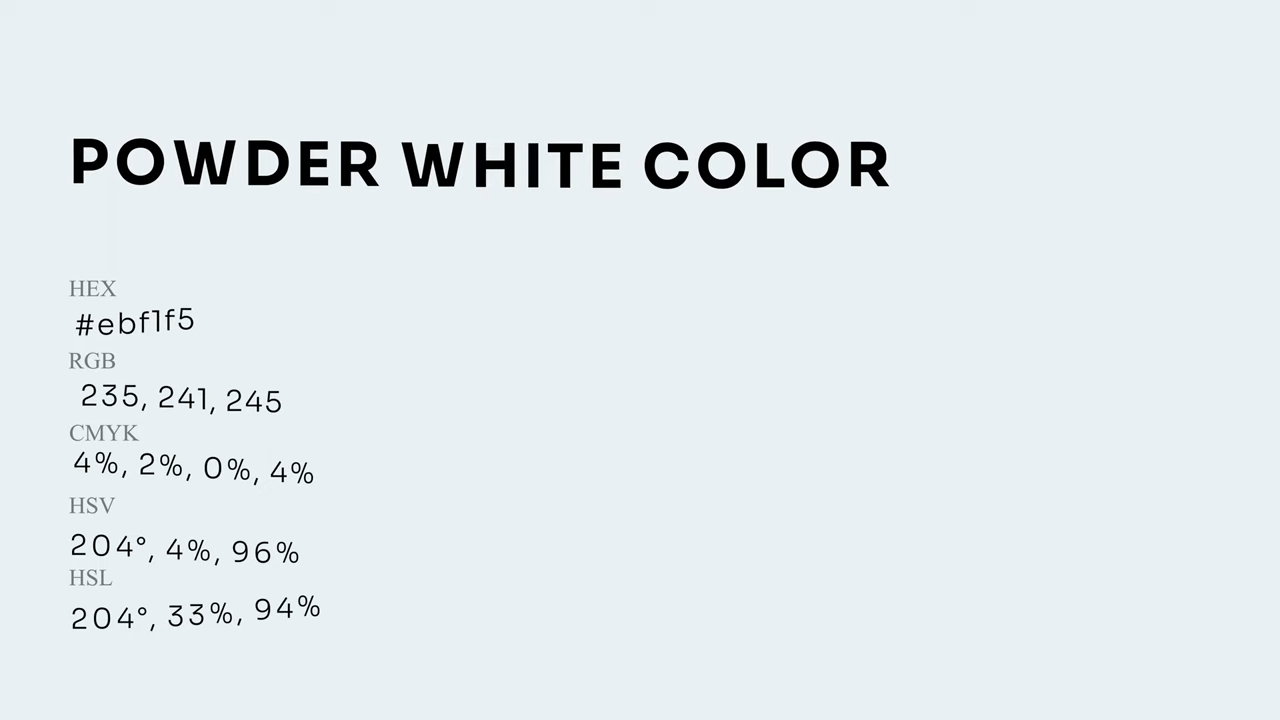 POWDER WHITE COLOR
HEX
#ebf1f5
RGB
235, 241, 245
CMYK
4%, 2%, 0%, 4%
HSV
204°, 4%, 96%
HSL
204°, 33%, 94%